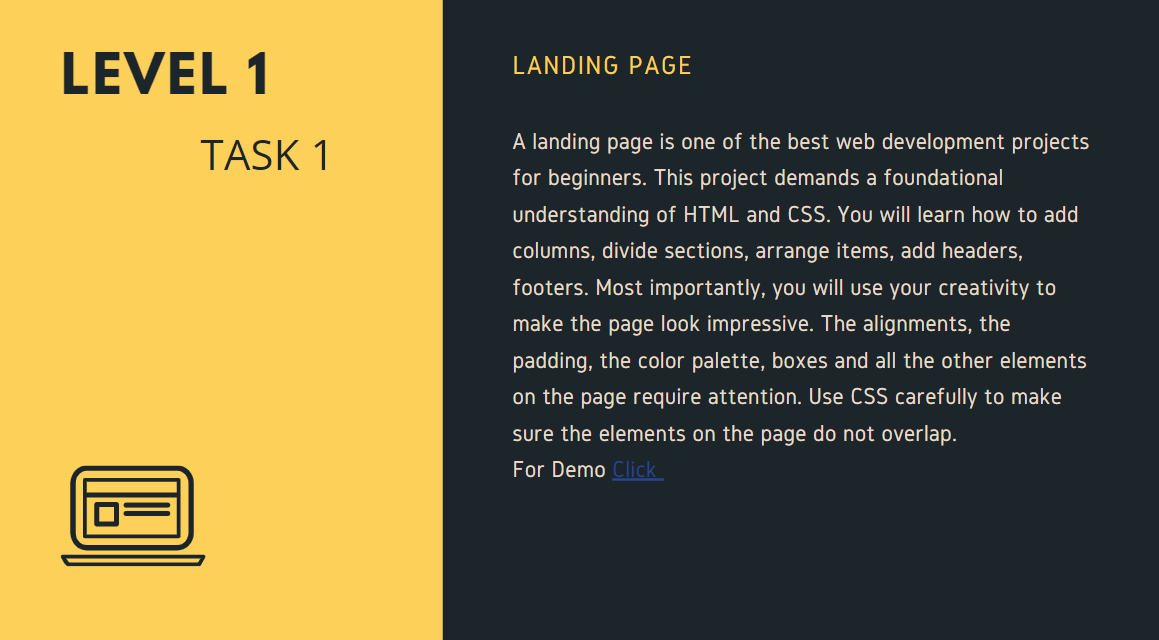 LEVEL 1
TASK 1
LANDING PAGE
A landing page is one of the best web development projects
for beginners. This project demands a foundational
understanding of HTML and CSS. You will learn how to add
columns, divide sections, arrange items, add headers,
footers. Most importantly, you will use your creativity to
make the page look impressive. The alignments, the
padding, the color palette, boxes and all the other elements
on the page require attention. Use CSS carefully to make
sure the elements on the page do not overlap.
For Demo Click